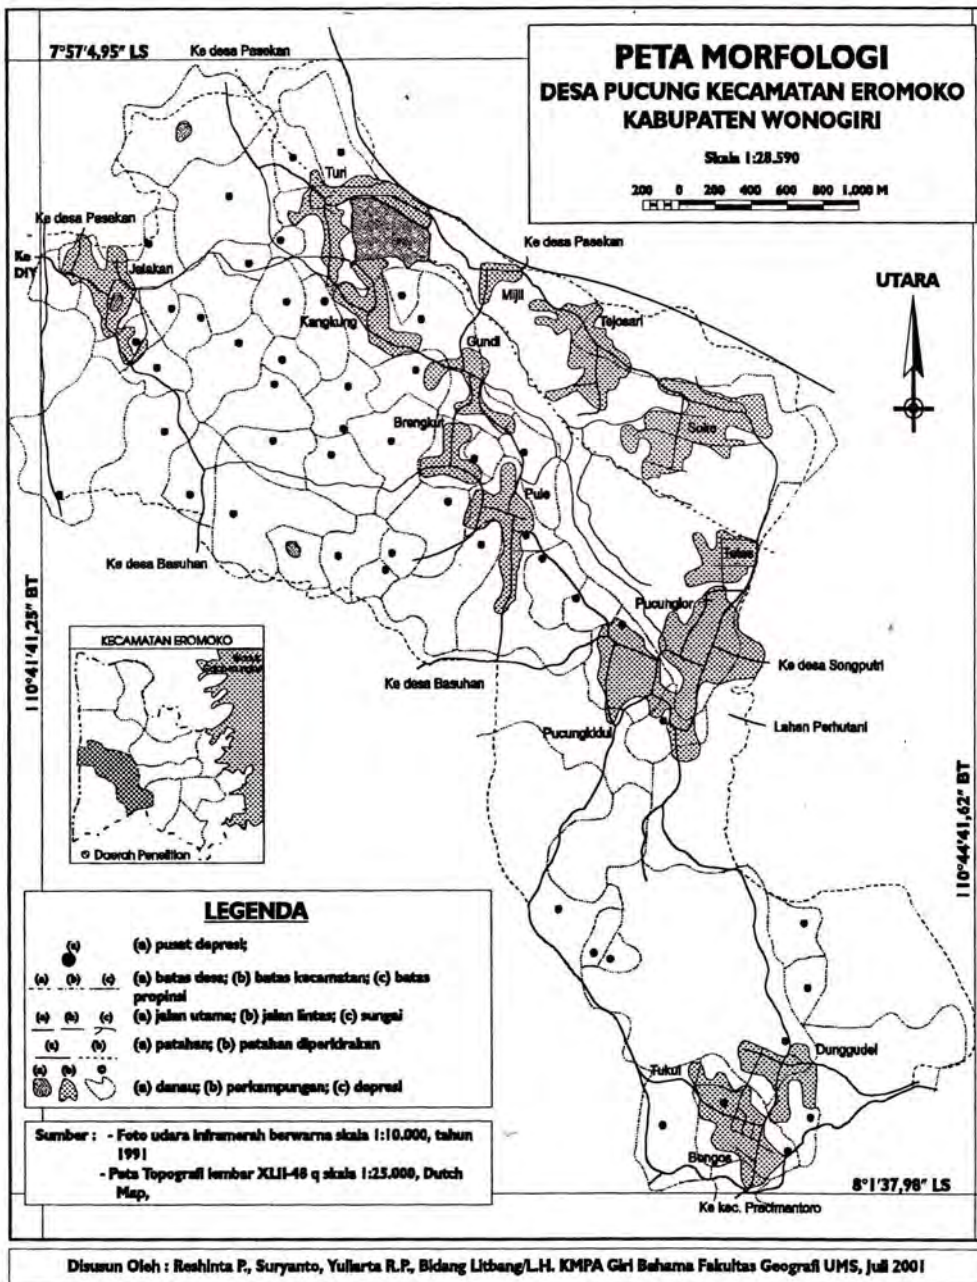 7°57'4,95" LS
Ke desa Pasekan
PETA MORFOLOGI
DESA PUCUNG KECAMATAN EROMOKO
KABUPATEN WONOGIRI
Skala 1:28.590
200 0 200 400 600 800 1.000 M
Turi
Ke desa Pasekan
Ke desa Pasekan
Ke
DIY
Jelakan
UTARA
Mijil
Tejosari
Kangkung
Gundi
Brengkut
Soko
Pule
Ke desa Basuhan
110°41'41,25" BT
Pucunglor
KECAMATAN EROMOKO
Daerah Penelitian
Ke desa Songputri
Ke desa Basuhan
Lahan Perhutani
Pucungkidul
110°44'41,62" BT
LEGENDA
(a) (a) pusat depresi;
(a) (b) (c) (a) batas desa; (b) batas kecamatan; (c) batas
propinsi
(a) (b) (c) (a) jalan utama; (b) jalan lintas; (c) sungai
(a) (b) (a) patahan; (b) patahan diperkirakan
(a) (b) (a) danau; (b) perkampungan; (c) depresi
Dunggudel
Tukul
Bongos
Sumber : - Foto udara inframerah berwarna skala 1:10.000, tahun
1991
- Peta Topografi lembar XLII-48 q skala 1:25.000, Dutch
Map,
8°1'37,98" LS
Ke kec. Pracimantoro
Disusun Oleh : Reshinta P., Suryanto, Yuliarta R.P., Bidang Litbang/L.H. KMPA Giri Bahama Fakultas Geografi UMS, Juli 2001